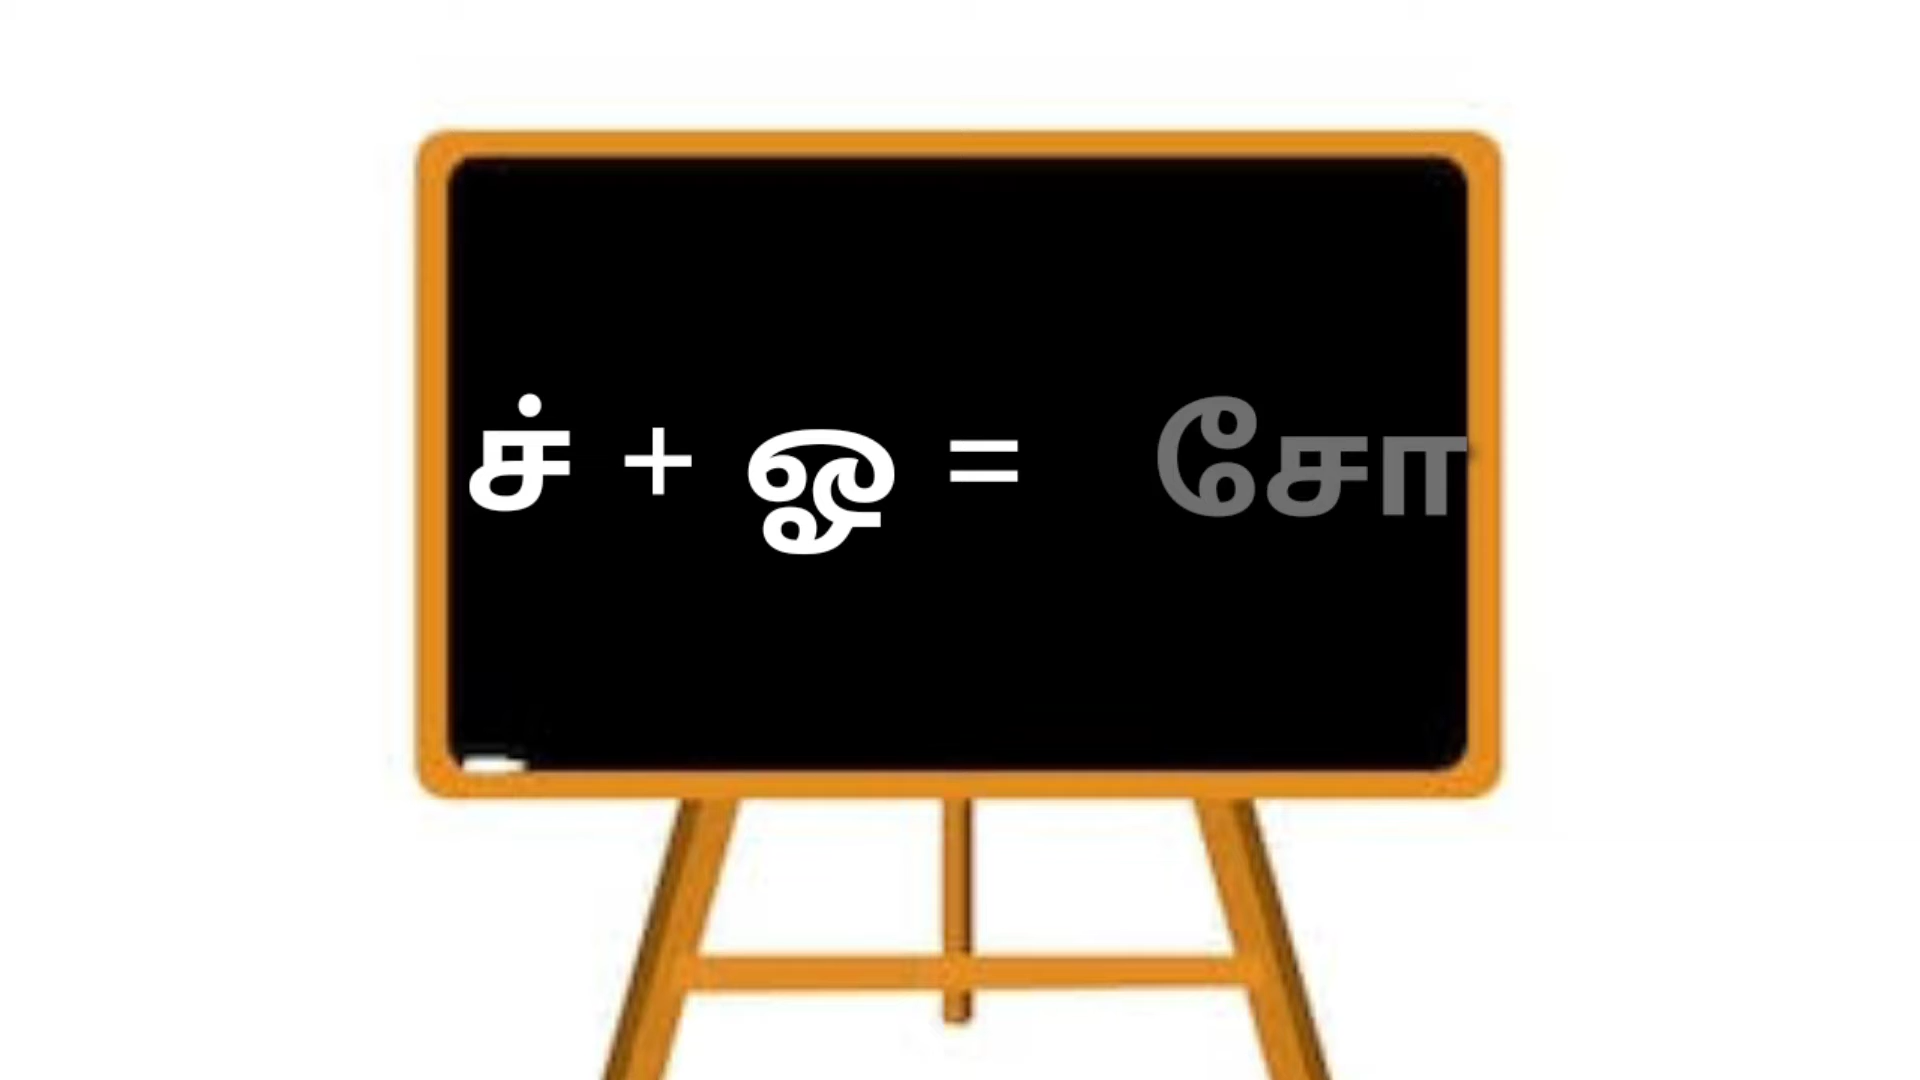 ச் + ஓ = சோ